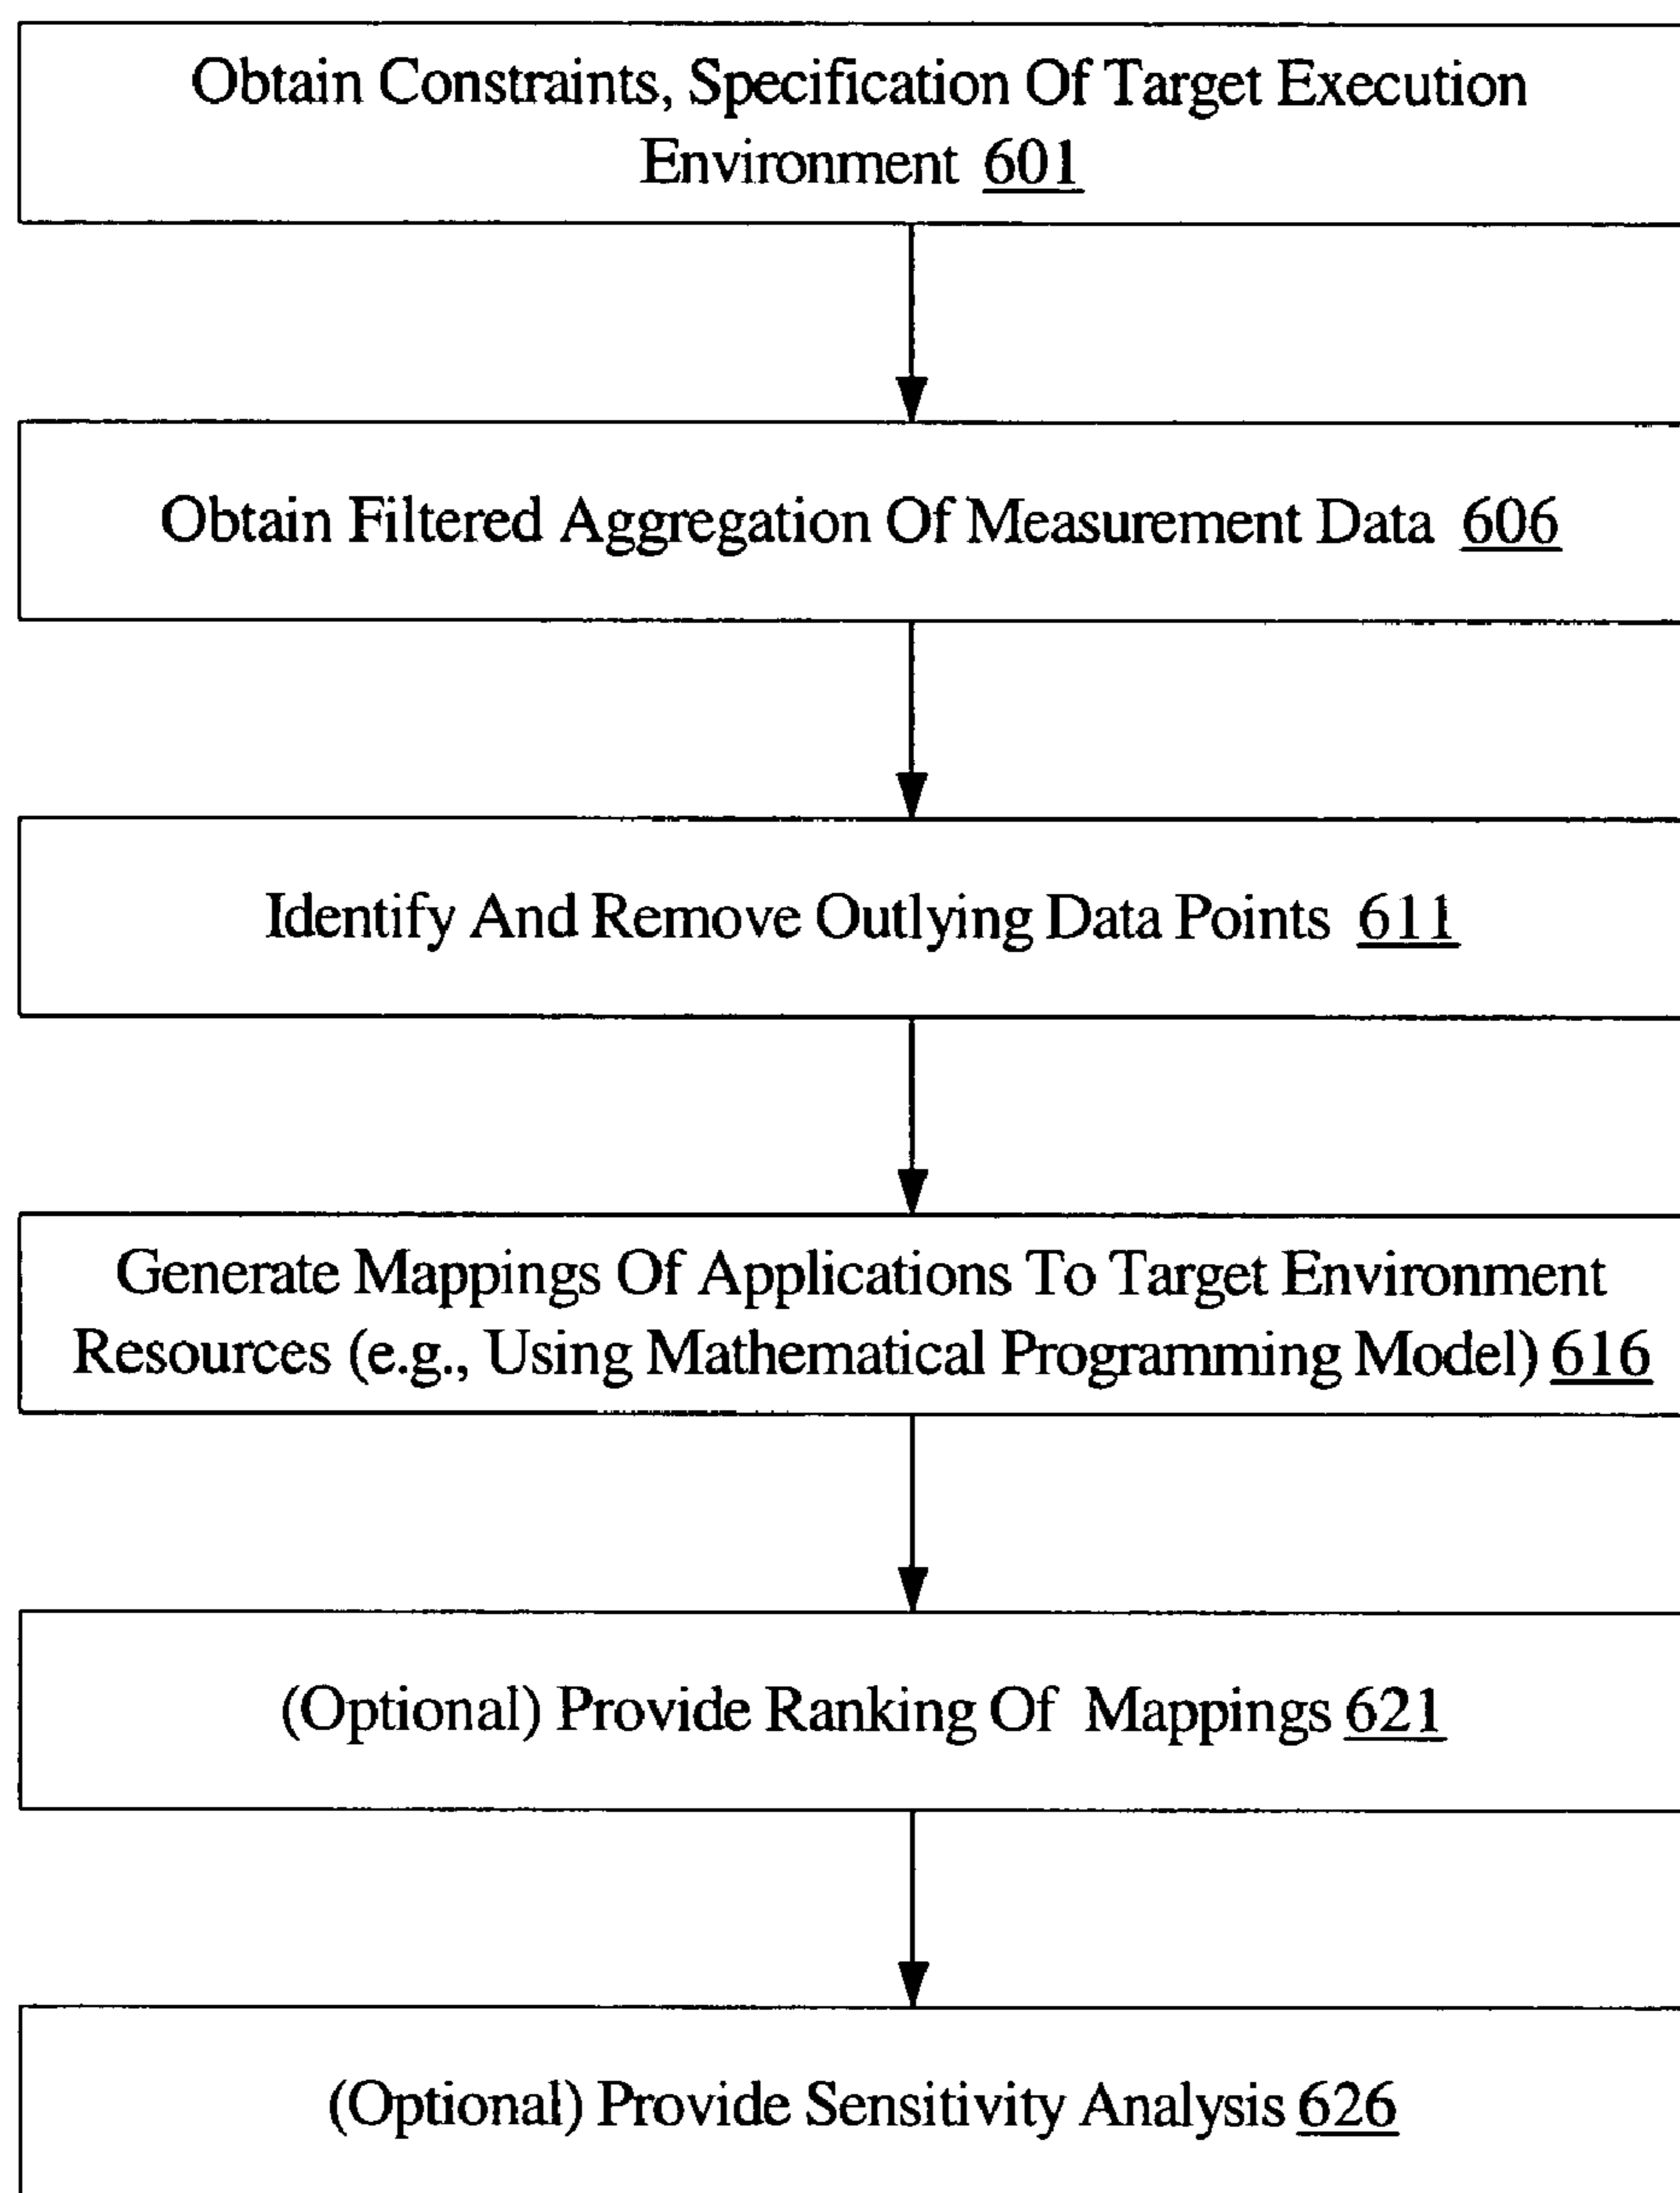 Obtain Constraints, Specification Of Target Execution
Environment 601
Obtain Filtered Aggregation Of Measurement Data 606
Identify And Remove Outlying Data Points 611
Generate Mappings Of Applications To Target Environment
Resources (e.g., Using Mathematical Programming Model) 616
(Optional) Provide Ranking Of Mappings 621
(Optional) Provide Sensitivity Analysis 626